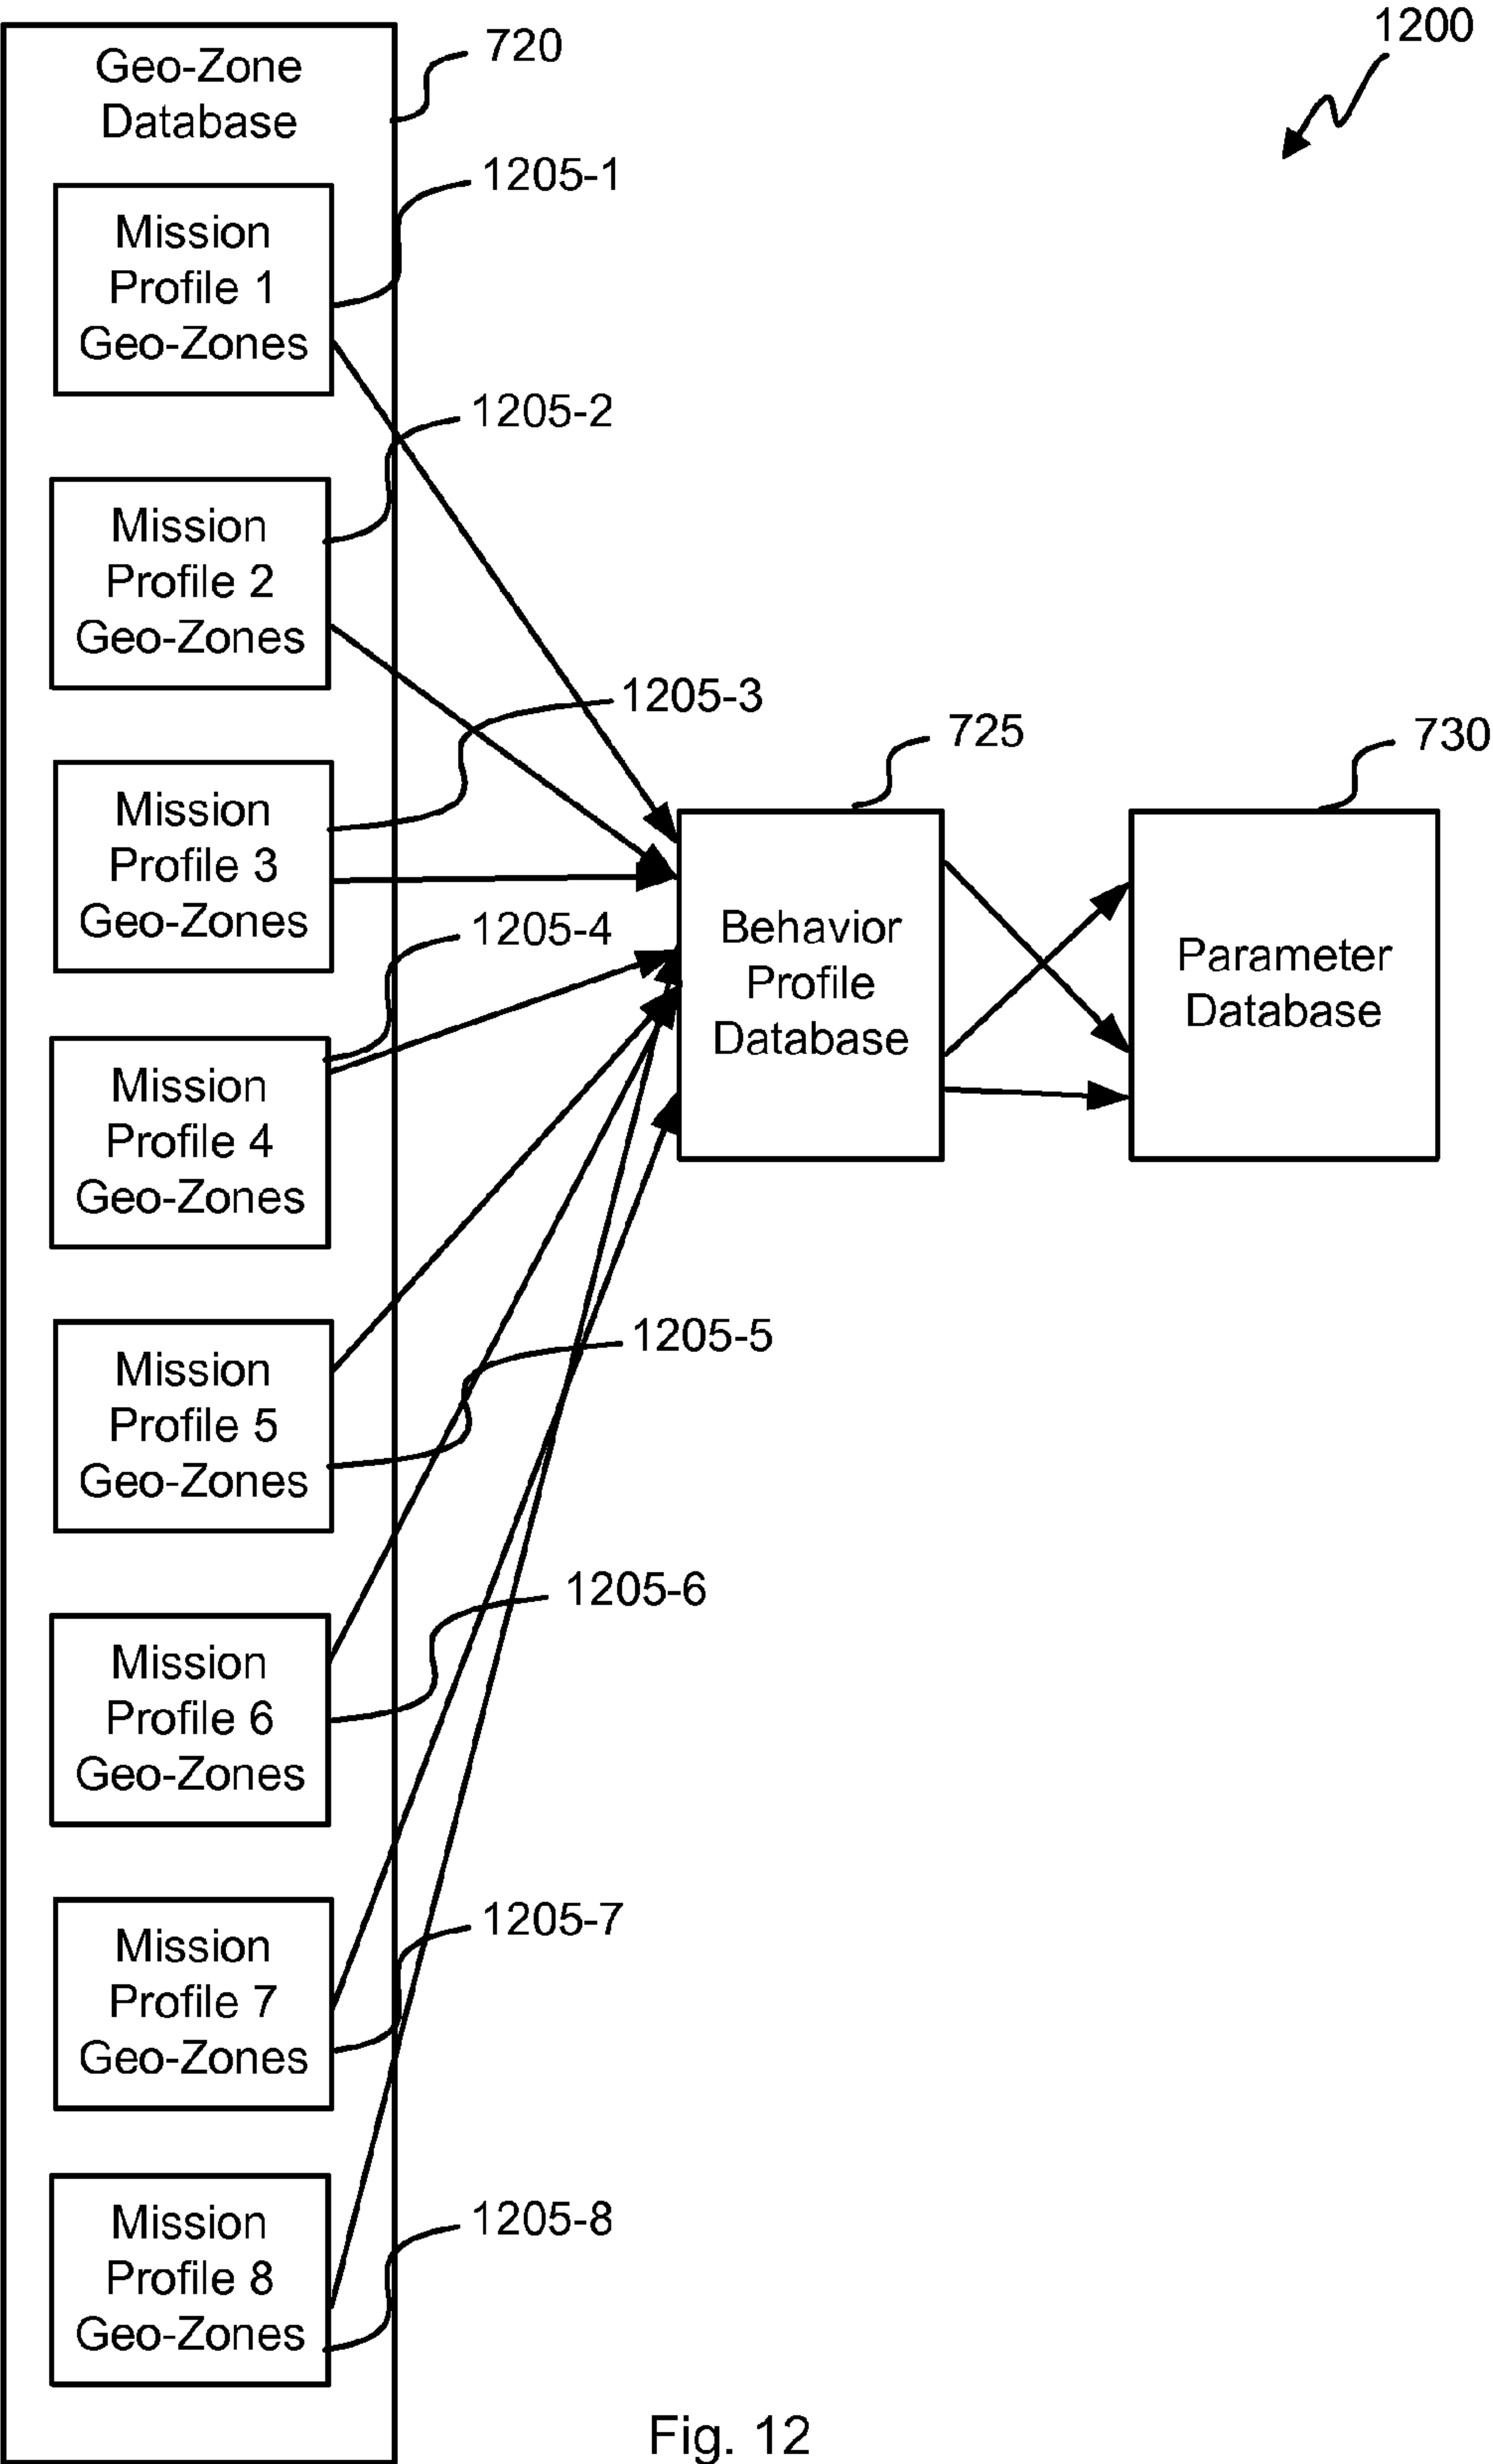 1200
Geo-Zone
Database
720
1205-1
Mission
Profile 1
Geo-Zones
1205-2
Mission
Profile 2
Geo-Zones
1205-3
Mission
Profile 3
Geo-Zones
725
Behavior
Profile
Database
730
Parameter
Database
1205-4
Mission
Profile 4
Geo-Zones
1205-5
Mission
Profile 5
Geo-Zones
1205-6
Mission
Profile 6
Geo-Zones
1205-7
Mission
Profile 7
Geo-Zones
1205-8
Mission
Profile 8
Geo-Zones
Fig. 12